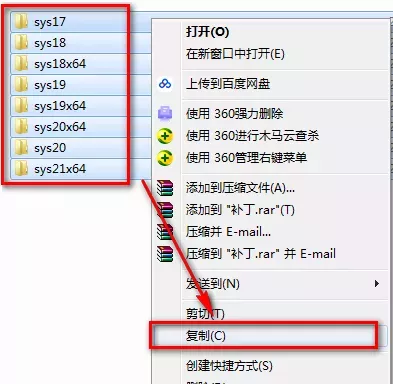 sys17
sys18
sys18x64
sys19
sys19x64
sys20x64
sys20
sys21x64
打开(O)
在新窗口中打开(E)
上传到百度网盘
使用 360强力删除
使用 360进行木马云查杀
使用 360管理右键菜单
添加到压缩文件(A)...
添加到 "补丁.rar"(T)
压缩并 E-mail...
压缩到 "补丁.rar" 并 E-mail
发送到(N)
剪切(T)
复制(C)
创建快捷方式(S)